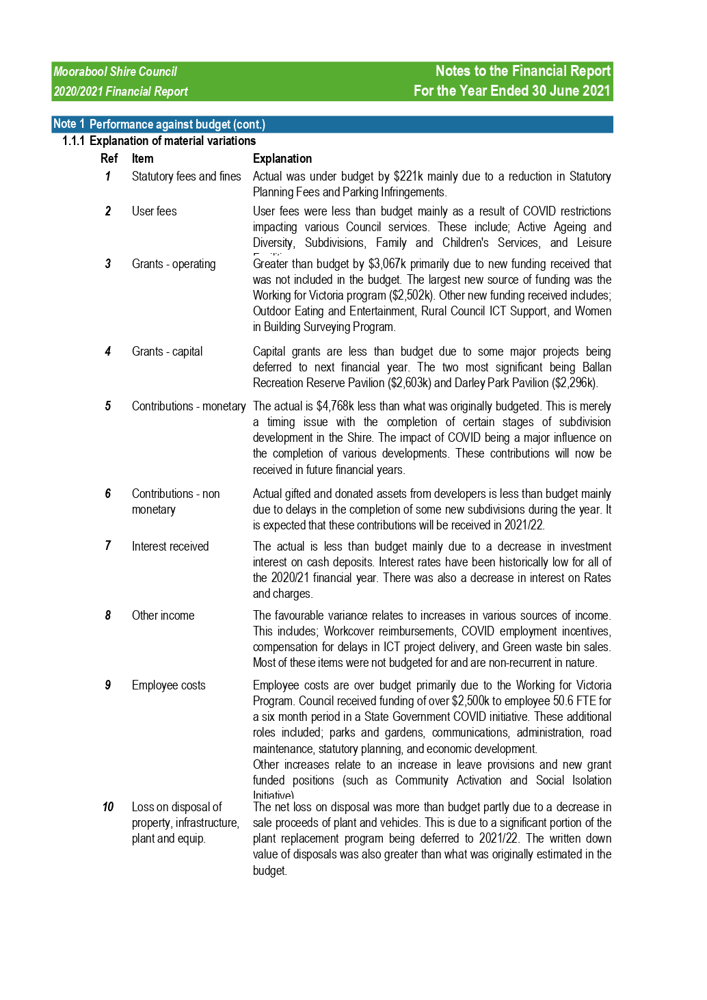 Moorabool Shire Council
Notes to the Financial Report
2020/2021 Financial Report
For the Year Ended 30 June 2021
Note 1 Performance against budget (cont.)
1.1.1 Explanation of material variations
Ref Item Explanation
1 Statutory fees and fines Actual was under budget by $221k mainly due to a reduction in Statutory
Planning Fees and Parking Infringements.
2 User fees User fees were less than budget mainly as a result of COVID restrictions
impacting various Council services. These include; Active Ageing and
Diversity, Subdivisions, Family and Children's Services, and Leisure
3 Grants - operating Greater than budget by $3,067k primarily due to new funding received that
was not included in the budget. The largest new source of funding was the
Working for Victoria program ($2,502k). Other new funding received includes;
Outdoor Eating and Entertainment, Rural Council ICT Support, and Women
in Building Surveying Program.
4 Grants - capital Capital grants are less than budget due to some major projects being
deferred to next financial year. The two most significant being Ballan
Recreation Reserve Pavilion ($2,603k) and Darley Park Pavilion ($2,296k).
5 Contributions - monetary The actual is $4,768k less than what was originally budgeted. This is merely
a timing issue with the completion of certain stages of subdivision
development in the Shire. The impact of COVID being a major influence on
the completion of various developments. These contributions will now be
received in future financial years.
6 Contributions - non Actual gifted and donated assets from developers is less than budget mainly
monetary due to delays in the completion of some new subdivisions during the year. It
is expected that these contributions will be received in 2021/22.
7 Interest received The actual is less than budget mainly due to a decrease in investment
interest on cash deposits. Interest rates have been historically low for all of
the 2020/21 financial year. There was also a decrease in interest on Rates
and charges.
8 Other income The favourable variance relates to increases in various sources of income.
This includes; Workcover reimbursements, COVID employment incentives,
compensation for delays in ICT project delivery, and Green waste bin sales.
Most of these items were not budgeted for and are non-recurrent in nature.
9 Employee costs Employee costs are over budget primarily due to the Working for Victoria
Program. Council received funding of over $2,500k to employee 50.6 FTE for
a six month period in a State Government COVID initiative. These additional
roles included; parks and gardens, communications, administration, road
maintenance, statutory planning, and economic development.
Other increases relate to an increase in leave provisions and new grant
funded positions (such as Community Activation and Social Isolation
Initiative)
10 Loss on disposal of The net loss on disposal was more than budget partly due to a decrease in
property, infrastructure, sale proceeds of plant and vehicles. This is due to a significant portion of the
plant and equip. plant replacement program being deferred to 2021/22. The written down
value of disposals was also greater than what was originally estimated in the
budget.